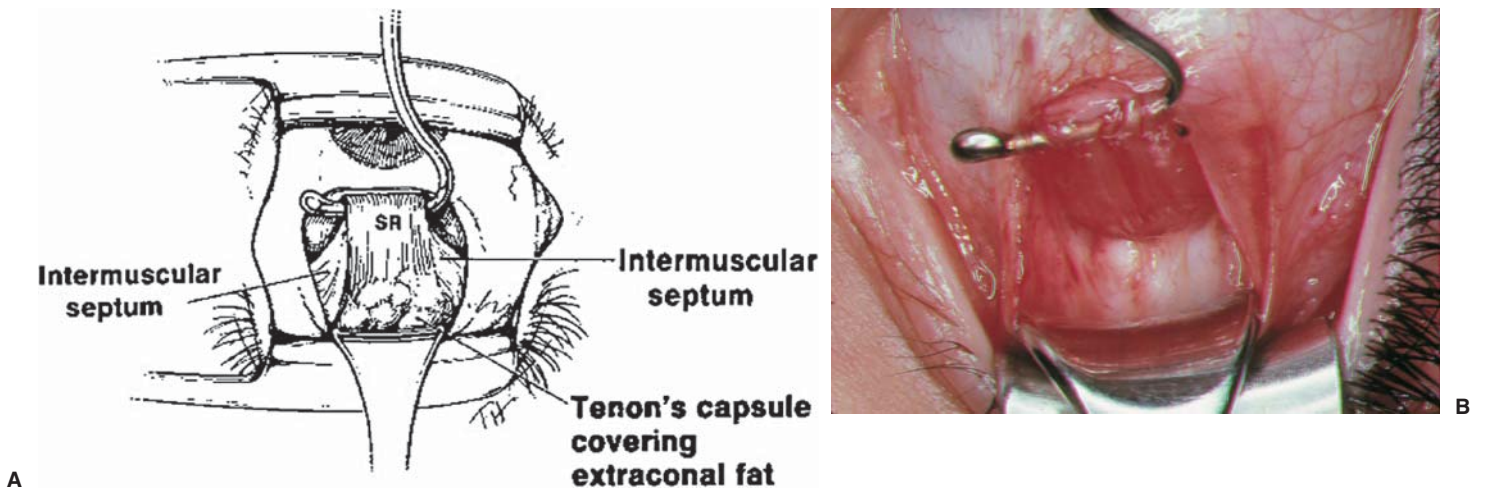 SR
Intermuscular
septum
Intermuscular
septum
Tenon's capsule
covering
extraconal fat
TH
A
B